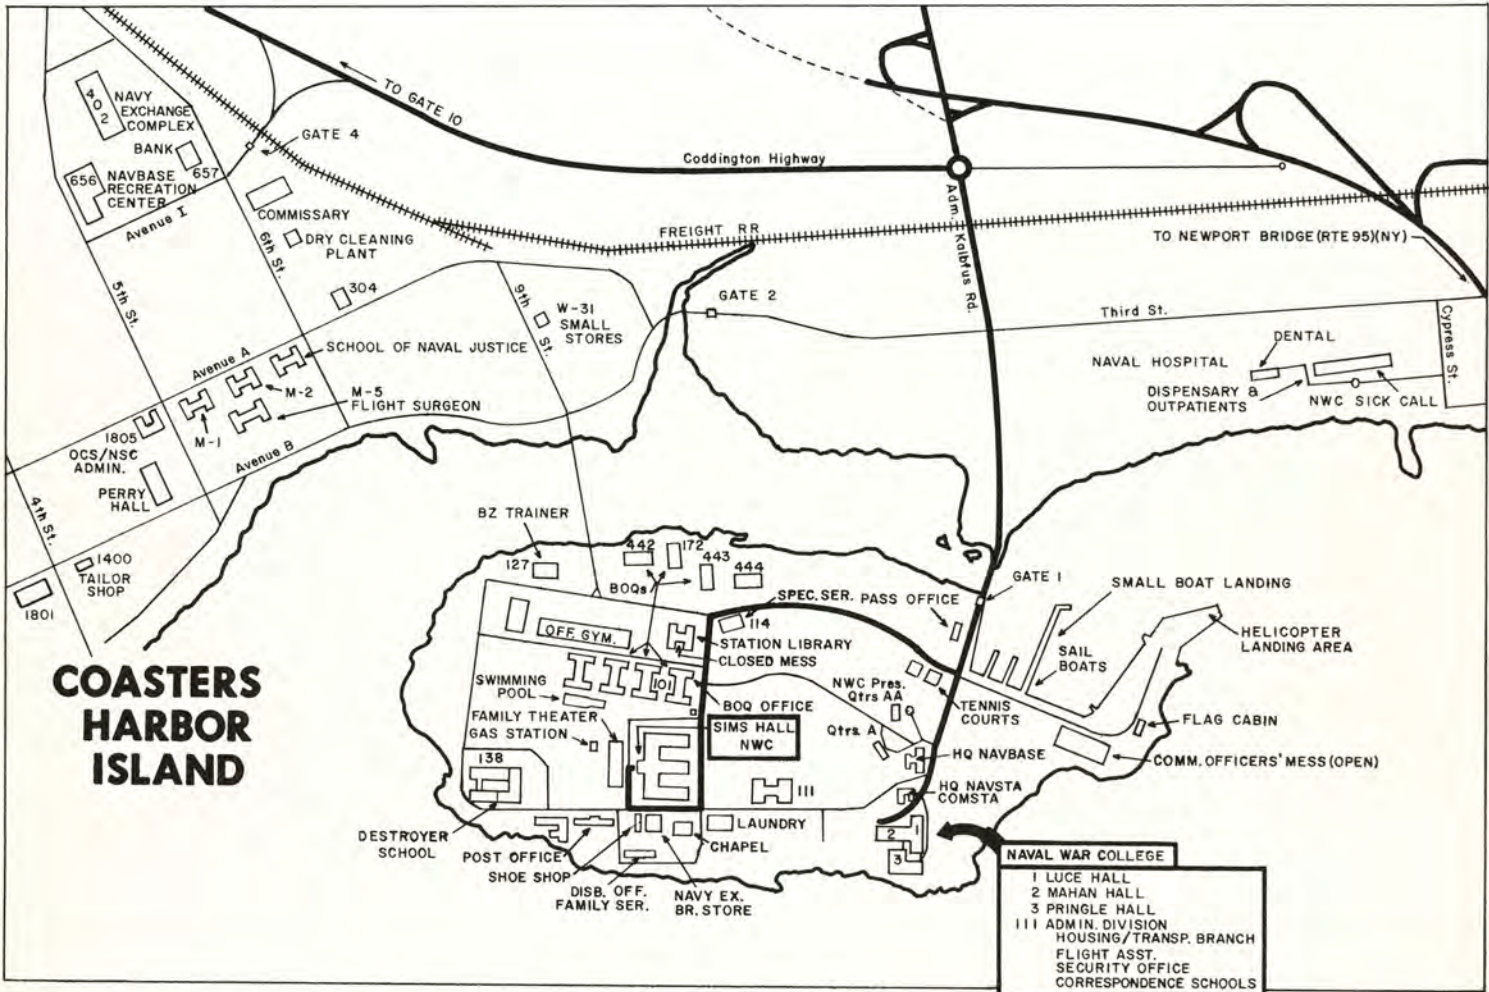 402
NAVY
EXCHANGE
COMPLEX
BANK
657
656
NAVBASE
RECREATION
CENTER
Avenue I
GATE 4
TO GATE 10
COMMISSARY
DRY CLEANING
PLANT
6th St.
5th St.
304
Coddington Highway
Adm. Kalbfus Rd.
FREIGHT RR
TO NEWPORT BRIDGE (RTE 95)(NY)
GATE 2
9th St.
W-31
SMALL
STORES
Third St.
Cypress St.
DENTAL
NAVAL HOSPITAL
DISPENSARY &
OUTPATIENTS
NWC SICK CALL
Avenue A
SCHOOL OF NAVAL JUSTICE
M-2
M-5
FLIGHT SURGEON
M-1
1805
OCS/NSC
ADMIN.
Avenue B
PERRY
HALL
4th St.
1400
TAILOR
SHOP
1801
COASTERS
HARBOR
ISLAND
BZ TRAINER
127
442
172
443
444
BOQs
SPEC. SER.
114
PASS OFFICE
GATE 1
SMALL BOAT LANDING
HELICOPTER
LANDING AREA
SAIL
BOATS
OFF. GYM.
STATION LIBRARY
CLOSED MESS
101
BOQ OFFICE
SWIMMING
POOL
NWC Pres.
Qtrs AA
TENNIS
COURTS
FLAG CABIN
Qtrs. A
FAMILY THEATER
GAS STATION
SIMS HALL
NWC
HQ NAVBASE
COMM. OFFICERS' MESS (OPEN)
138
111
HQ NAVSTA
COMSTA
DESTROYER
SCHOOL
POST OFFICE
SHOE SHOP
DISB. OFF.
FAMILY SER.
NAVY EX.
BR. STORE
CHAPEL
LAUNDRY
1
2
3
NAVAL WAR COLLEGE
1 LUCE HALL
2 MAHAN HALL
3 PRINGLE HALL
111 ADMIN. DIVISION
HOUSING/TRANSP. BRANCH
FLIGHT ASST.
SECURITY OFFICE
CORRESPONDENCE SCHOOLS